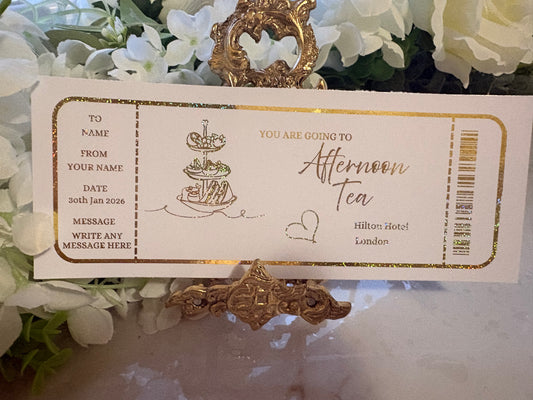 TO
NAME
FROM
YOUR NAME
DATE
30th Jan 2026
MESSAGE
WRITE ANY
MESSAGE HERE
YOU ARE GOING TO
Afternoon
Tea
Hilton Hotel
London